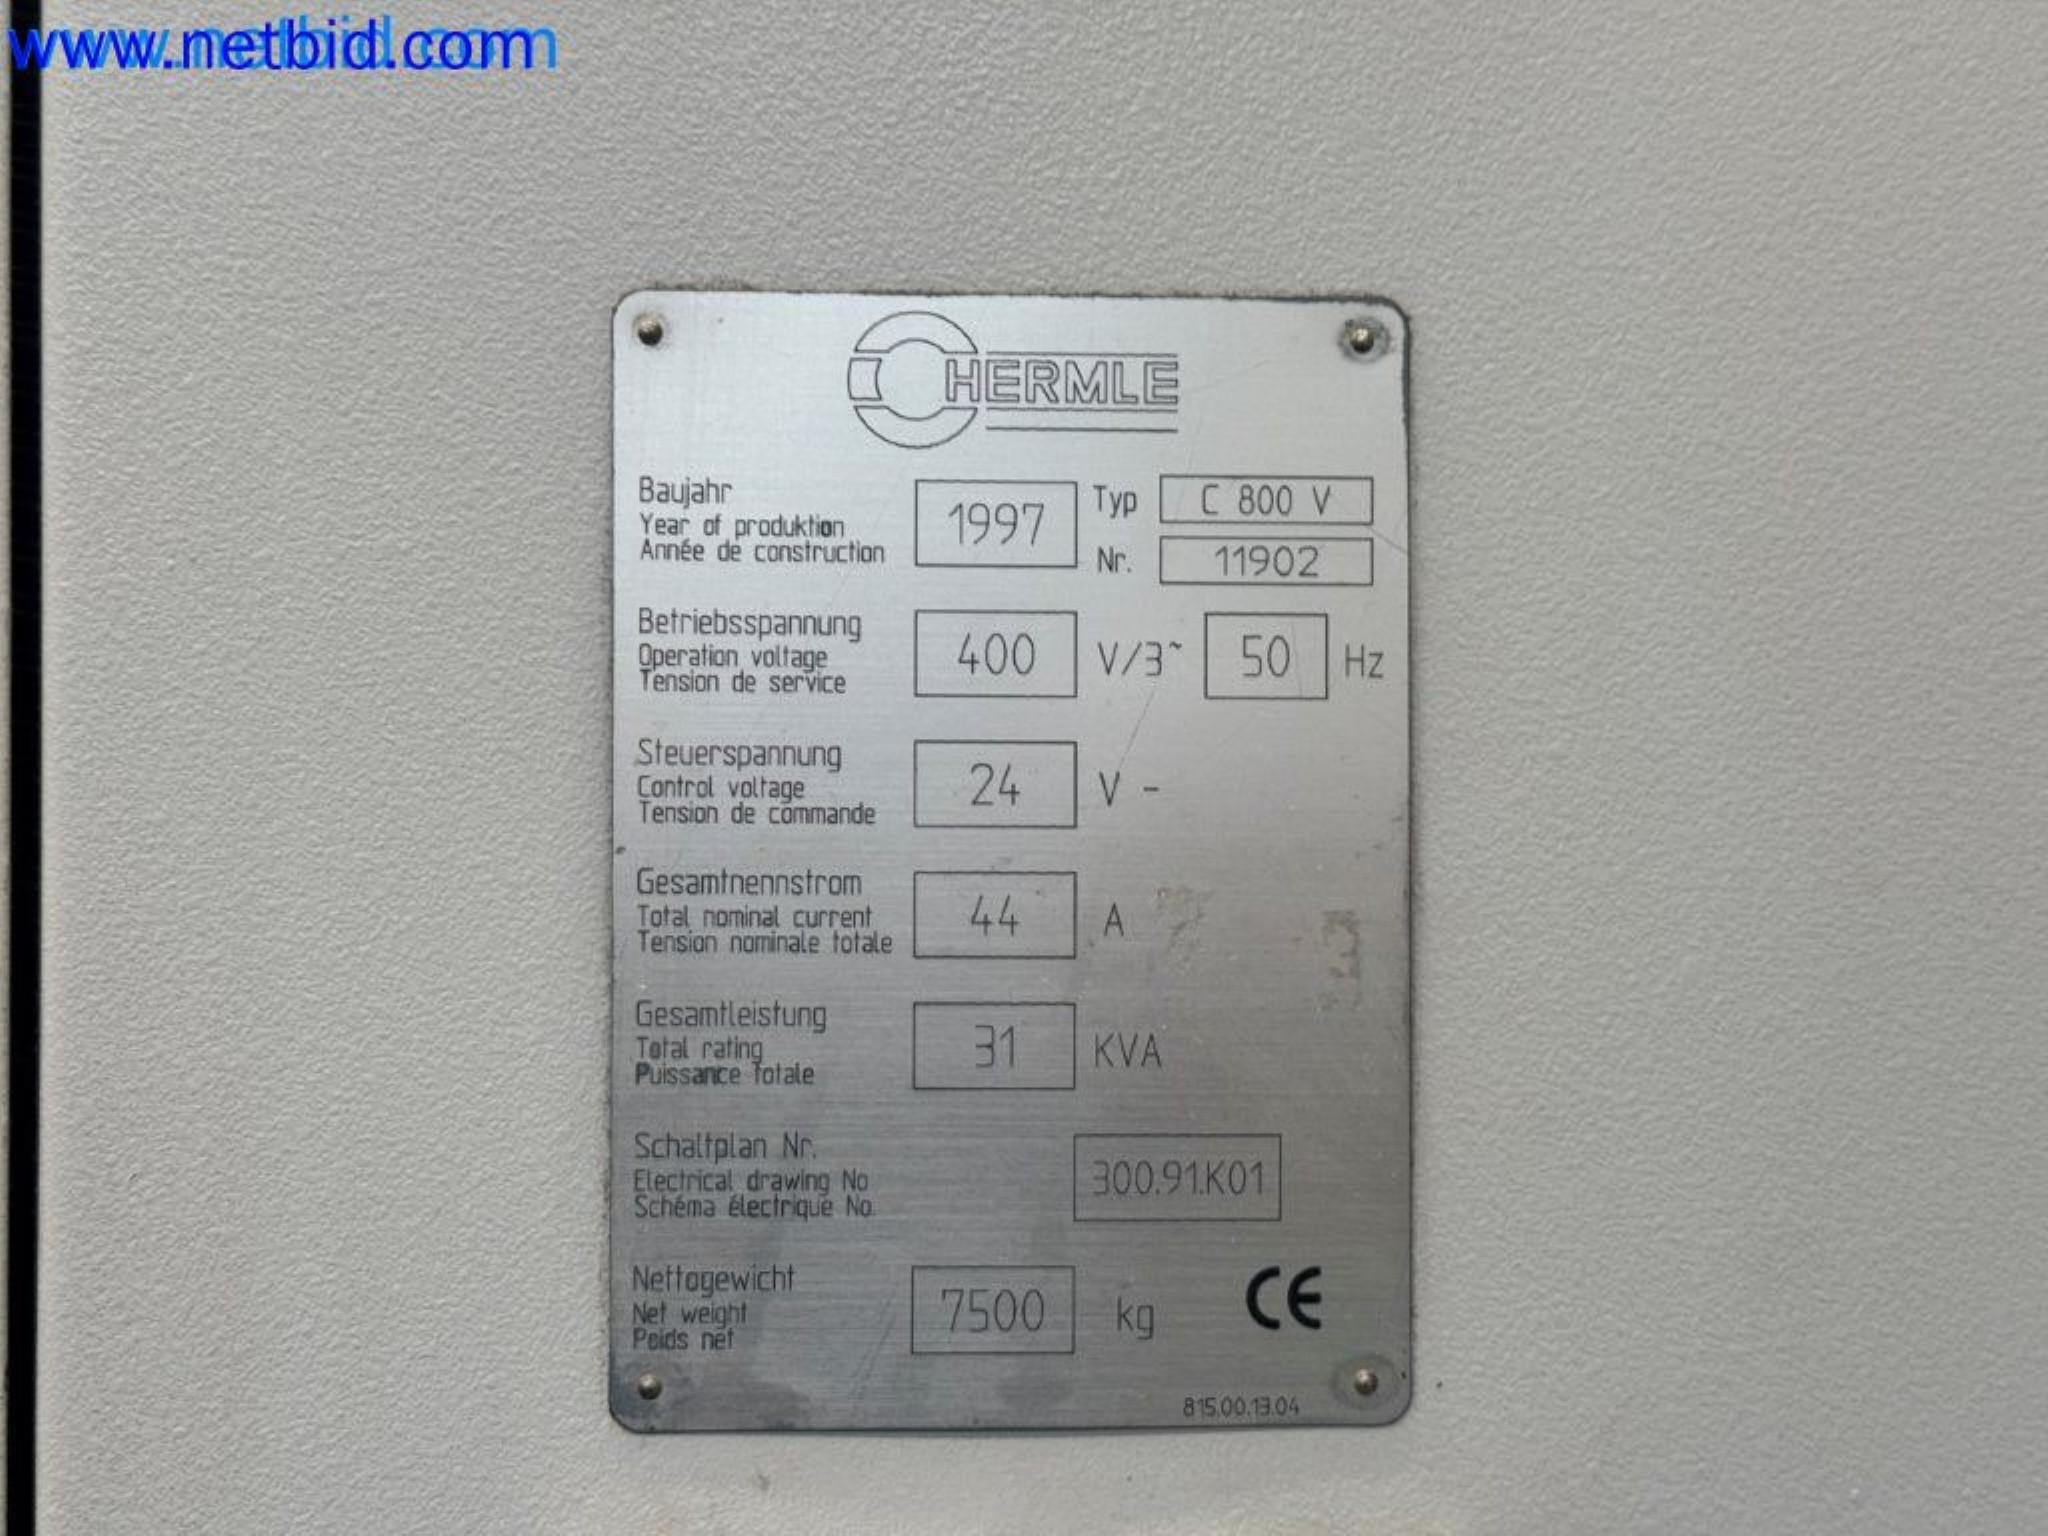 www.netbid.com
HERMLE
Baujahr
Year of produktion
Année de construction
1997
Typ C 800 V
Nr. 11902
Betriebsspannung
Operation voltage
Tension de service
400 V/3~ 50 Hz
Steuerspannung
Control voltage
Tension de commande
24 V -
Gesamtnennstrom
Total nominal current
Tension nominale totale
44 A
Gesamtleistung
Total rating
Puissance totale
31 KVA
Schaltplan Nr.
Electrical drawing No
Schéma électrique No.
300.91.K01
Nettogewicht
Net weight
Poids net
7500 kg
CE
815.00.13.04